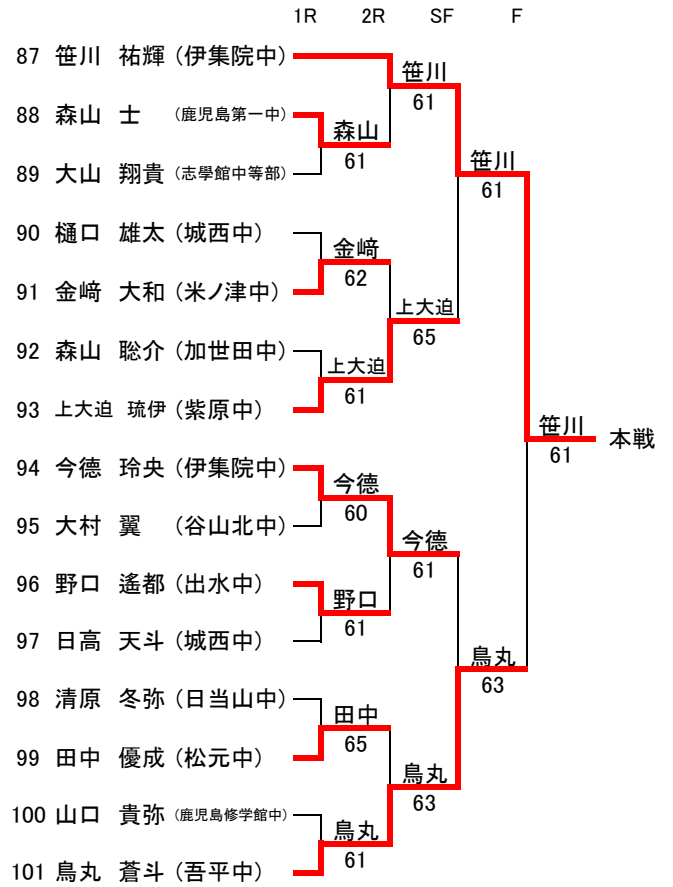 1R 2R SF F
87 笹川 祐輝 (伊集院中)
笹川
61
88 森山 士 (鹿児島第一中)
森山
61
89 大山 翔貴 (志學館中等部)
笹川
61
90 樋口 雄太 (城西中)
金﨑
62
91 金﨑 大和 (米ノ津中)
上大迫
65
92 森山 聡介 (加世田中)
上大迫
61
93 上大迫 琉伊 (紫原中)
笹川
61
本戦
94 今德 玲央 (伊集院中)
今德
60
95 大村 翼 (谷山北中)
今德
61
96 野口 遙都 (出水中)
野口
61
97 日高 天斗 (城西中)
鳥丸
63
98 清原 冬弥 (日当山中)
田中
65
99 田中 優成 (松元中)
鳥丸
63
100 山口 貴弥 (鹿児島修学館中)
鳥丸
61
101 鳥丸 蒼斗 (吾平中)